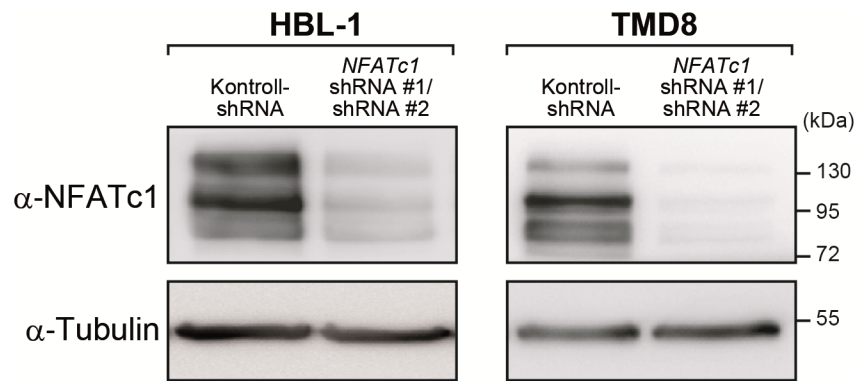 HBL-1
TMD8
Kontroll-
shRNA
NFATc1
shRNA #1/
shRNA #2
Kontroll-
shRNA
NFATc1
shRNA #1/
shRNA #2
(kDa)
α-NFATc1
130
95
72
α-Tubulin
55